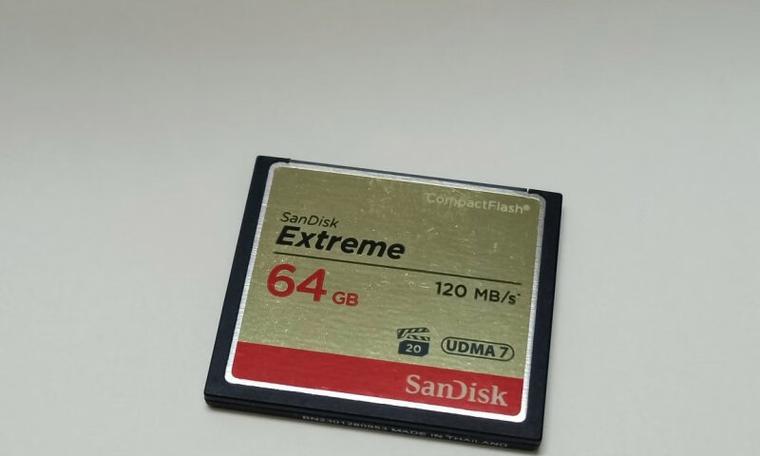 CompactFlash®
SanDisk
Extreme
64 GB
120 MB/s*
20
UDMA 7
SanDisk
MADE IN THAILAND